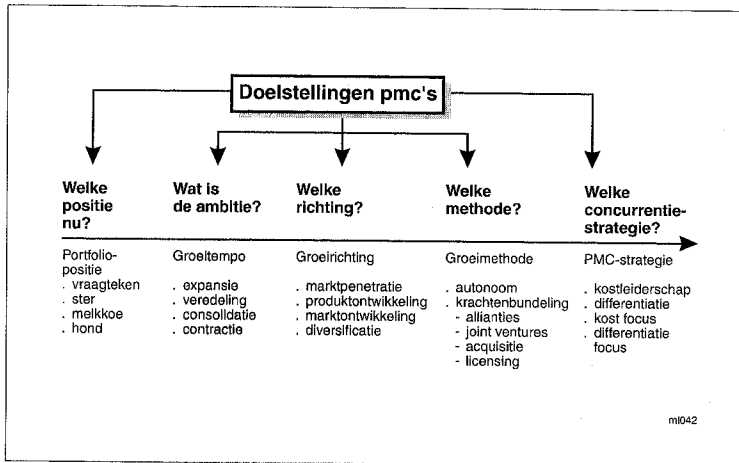 Doelstellingen pmc's
Welke
positie
nu?
Wat is
de ambitie?
Welke
richting?
Welke
methode?
Welke
concurrentie-
strategie?
Portfolio-
positie
. vraagteken
. ster
. melkkoe
. hond
Groeitempo
. expansie
. veredeling
. consolidatie
. contractie
Groeirichting
. marktpenetratie
. produktontwikkeling
. marktontwikkeling
. diversificatie
Groeimethode
. autonoom
. krachtenbundeling
- allianties
- joint ventures
- acquisitie
- licensing
PMC-strategie
. kostleiderschap
. differentiatie
. kost focus
. differentiatie
focus
ml042